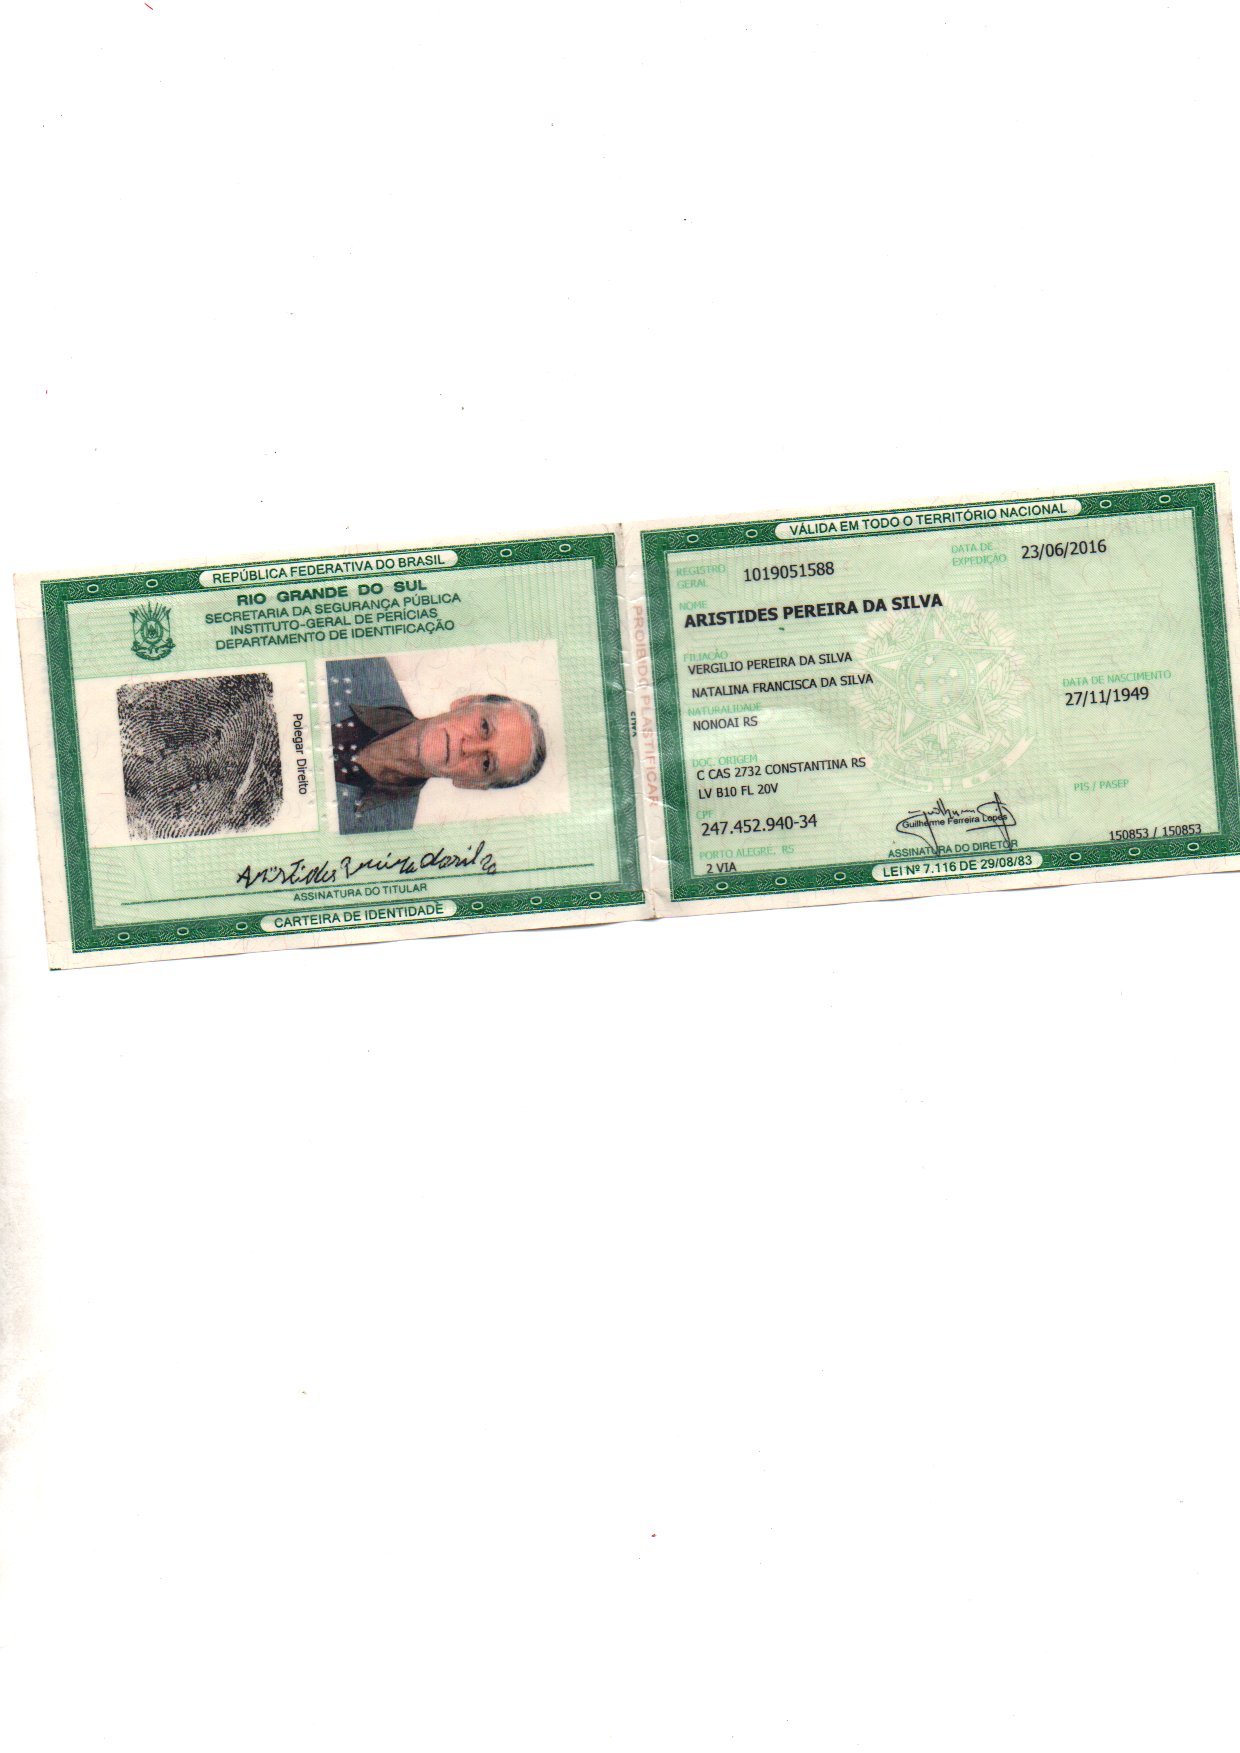 REPÚBLICA FEDERATIVA DO BRASIL
RIO GRANDE DO SUL
SECRETARIA DA SEGURANÇA PÚBLICA
INSTITUTO-GERAL DE PERÍCIAS
DEPARTAMENTO DE IDENTIFICAÇÃO
Polegar Direito
ASSINATURA DO TITULAR
CARTEIRA DE IDENTIDADE
PROIBIDO PLASTIFICAR
VÁLIDA EM TODO O TERRITÓRIO NACIONAL
REGISTRO GERAL 1019051588 DATA DE EXPEDIÇÃO 23/06/2016
NOME
ARISTIDES PEREIRA DA SILVA
FILIAÇÃO
VERGILIO PEREIRA DA SILVA
NATALINA FRANCISCA DA SILVA
NATURALIDADE DATA DE NASCIMENTO
NONOAI RS 27/11/1949
DOC. ORIGEM
C CAS 2732 CONSTANTINA RS
LV B10 FL 20V
CPF PIS / PASEP
247.452.940-34
Guilherme Ferreira Lopes
PORTO ALEGRE, RS ASSINATURA DO DIRETOR 150853 / 150853
2 VIA
LEI Nº 7.116 DE 29/08/83